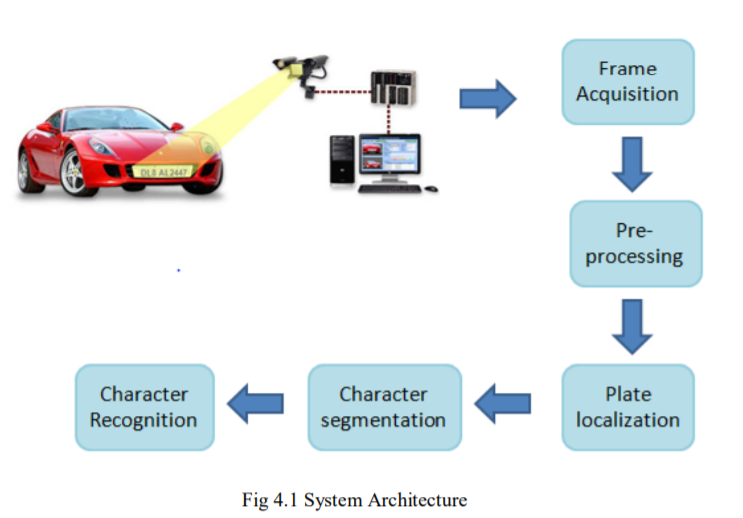 DL8 AL2447
Frame
Acquisition
Pre-
processing
Plate
localization
Character
segmentation
Character
Recognition
Fig 4.1 System Architecture